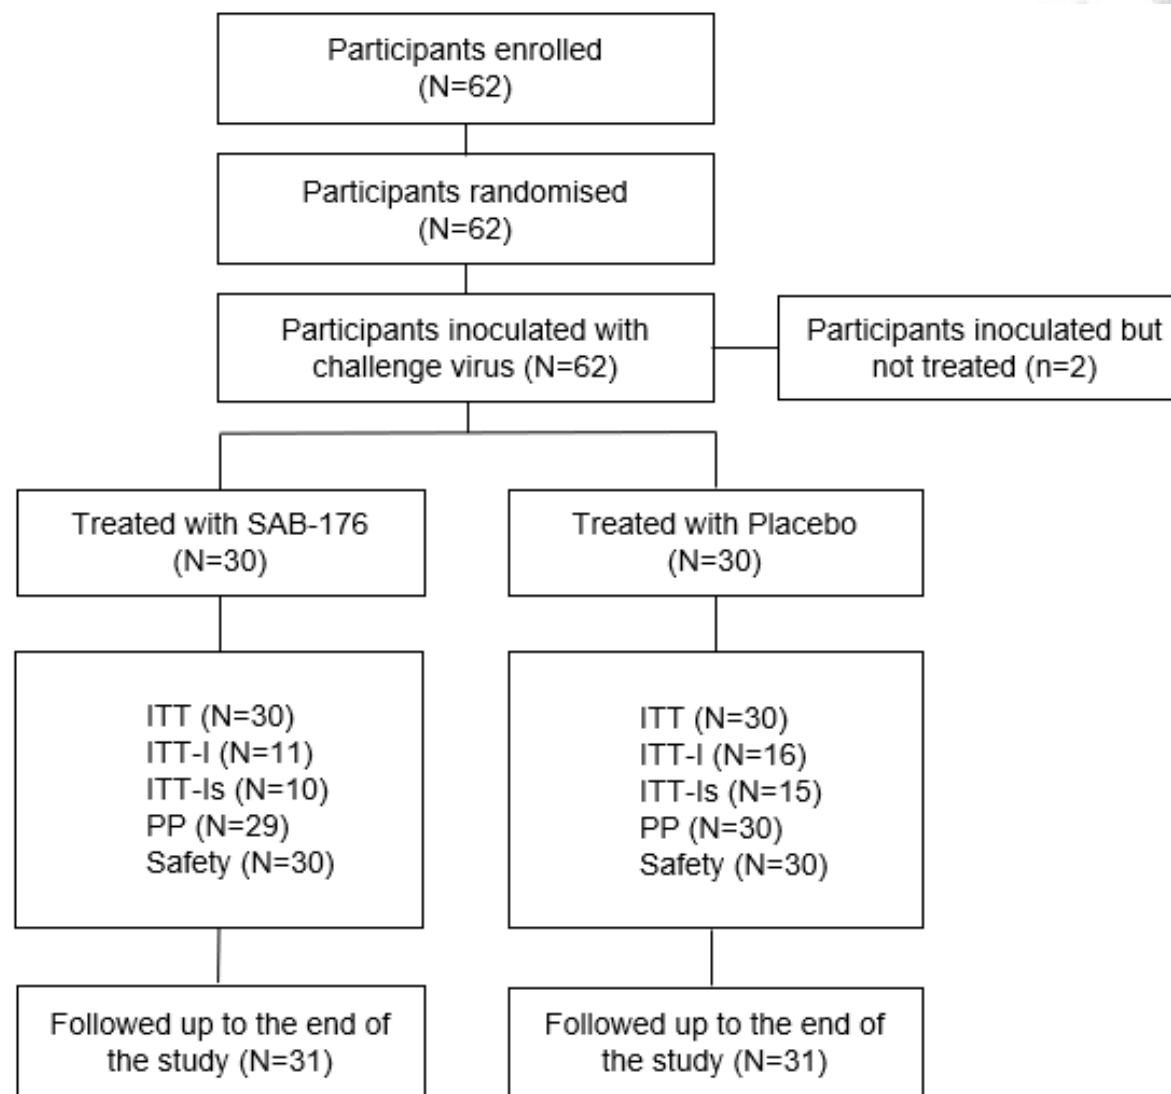 Participants enrolled
(N=62)
Participants randomised
(N=62)
Participants inoculated with
challenge virus (N=62)
Participants inoculated but
not treated (n=2)
Treated with SAB-176
(N=30)
Treated with Placebo
(N=30)
ITT (N=30)
ITT-I (N=11)
ITT-Is (N=10)
PP (N=29)
Safety (N=30)
ITT (N=30)
ITT-I (N=16)
ITT-Is (N=15)
PP (N=30)
Safety (N=30)
Followed up to the end of
the study (N=31)
Followed up to the end of
the study (N=31)